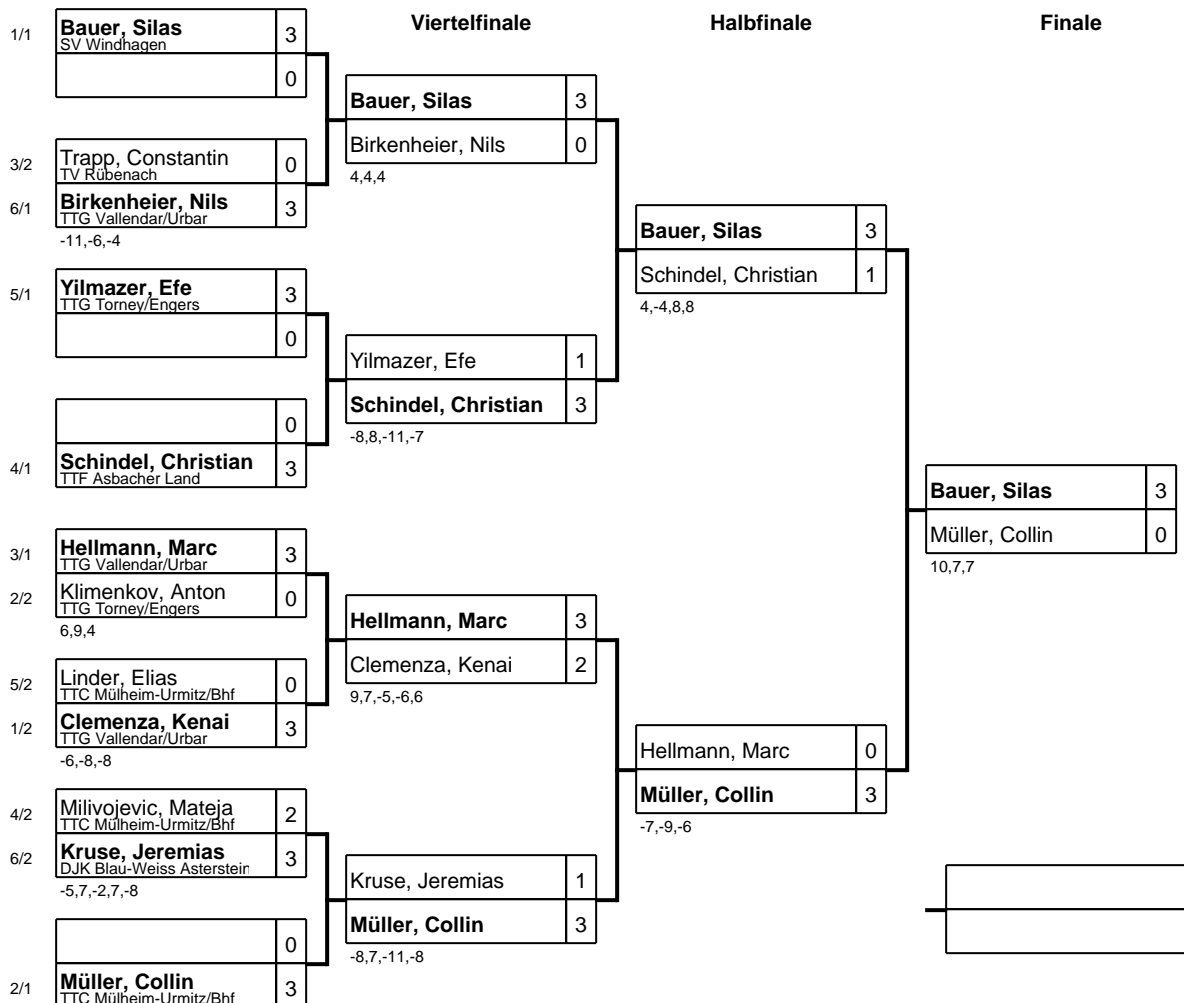 Viertelfinale
Halbfinale
Finale
1/1 Bauer, Silas 3
SV Windhagen
0
3/2 Trapp, Constantin 0
TV Rübenach
6/1 Birkenheier, Nils 3
TTG Vallendar/Urbar
-11,-6,-4
5/1 Yilmazer, Efe 3
TTG Torney/Engers
0
0
4/1 Schindel, Christian 3
TTF Asbacher Land
3/1 Hellmann, Marc 3
TTG Vallendar/Urbar
2/2 Klimenkov, Anton 0
TTG Torney/Engers
6,9,4
5/2 Linder, Elias 0
TTC Mülheim-Urmitz/Bhf
1/2 Clemenza, Kenai 3
TTG Vallendar/Urbar
-6,-8,-8
4/2 Milivojevic, Mateja 2
TTC Mülheim-Urmitz/Bhf
6/2 Kruse, Jeremias 3
DJK Blau-Weiss Asterstein
-5,7,-2,7,-8
0
2/1 Müller, Collin 3
TTC Mülheim-Urmitz/Bhf
Bauer, Silas 3
Birkenheier, Nils 0
4,4,4
Yilmazer, Efe 1
Schindel, Christian 3
-8,8,-11,-7
Hellmann, Marc 3
Clemenza, Kenai 2
9,7,-5,-6,6
Kruse, Jeremias 1
Müller, Collin 3
-8,7,-11,-8
Bauer, Silas 3
Schindel, Christian 1
4,-4,8,8
Hellmann, Marc 0
Müller, Collin 3
-7,-9,-6
Bauer, Silas 3
Müller, Collin 0
10,7,7